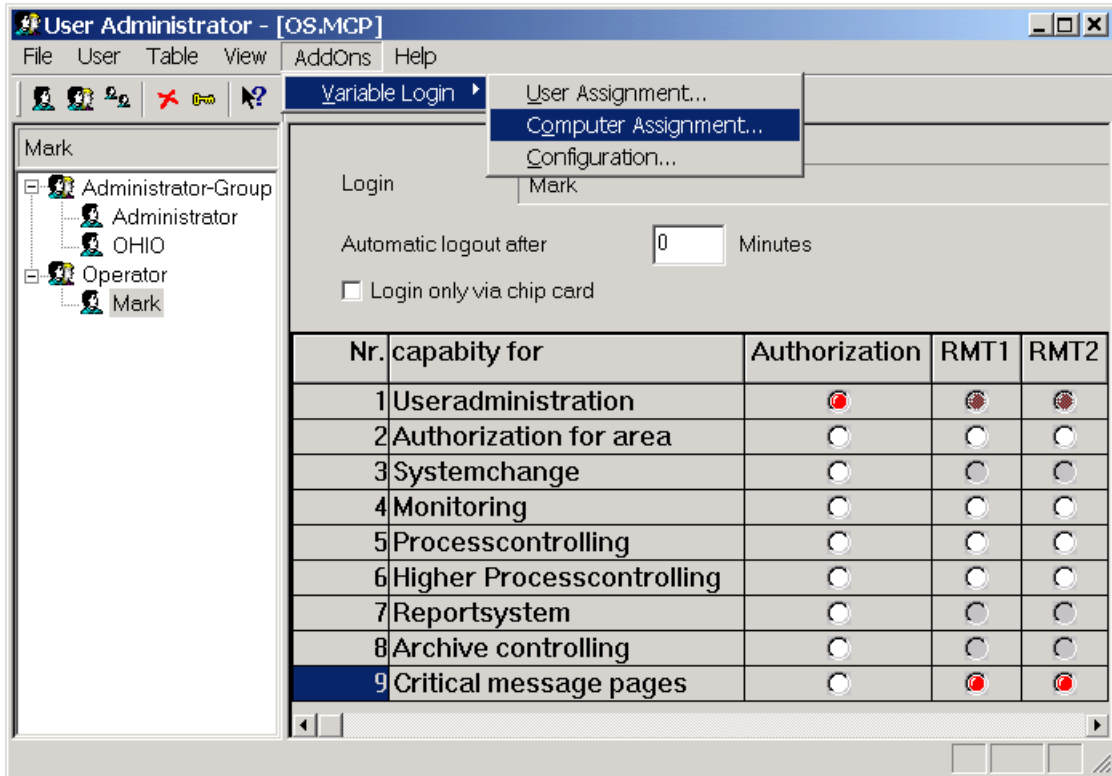 User Administrator - [OS.MCP]
File User Table View AddOns Help
Variable Login
User Assignment...
Computer Assignment...
Configuration...
Mark
Administrator-Group
Administrator
OHIO
Operator
Mark
Login Mark
Automatic logout after 0 Minutes
Login only via chip card
Nr. capabity for Authorization RMT1 RMT2
1 Useradministration
2 Authorization for area
3 Systemchange
4 Monitoring
5 Processcontrolling
6 Higher Processcontrolling
7 Reportsystem
8 Archive controlling
9 Critical message pages